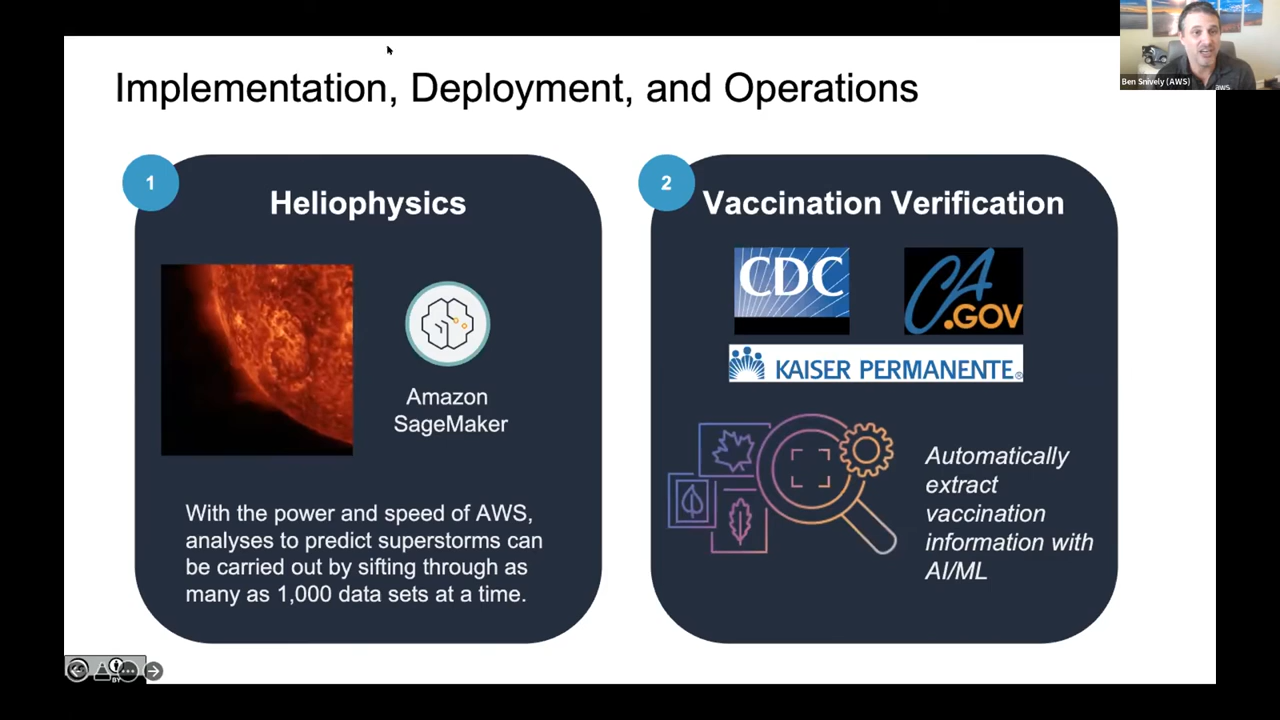 Implementation, Deployment, and Operations
Ben Snively (AWS)
aws
1
Heliophysics
Amazon
SageMaker
With the power and speed of AWS,
analyses to predict superstorms can
be carried out by sifting through as
many as 1,000 data sets at a time.
2
Vaccination Verification
CDC
CA
.GOV
KAISER PERMANENTE®
Automatically
extract
vaccination
information with
AI/ML
BY